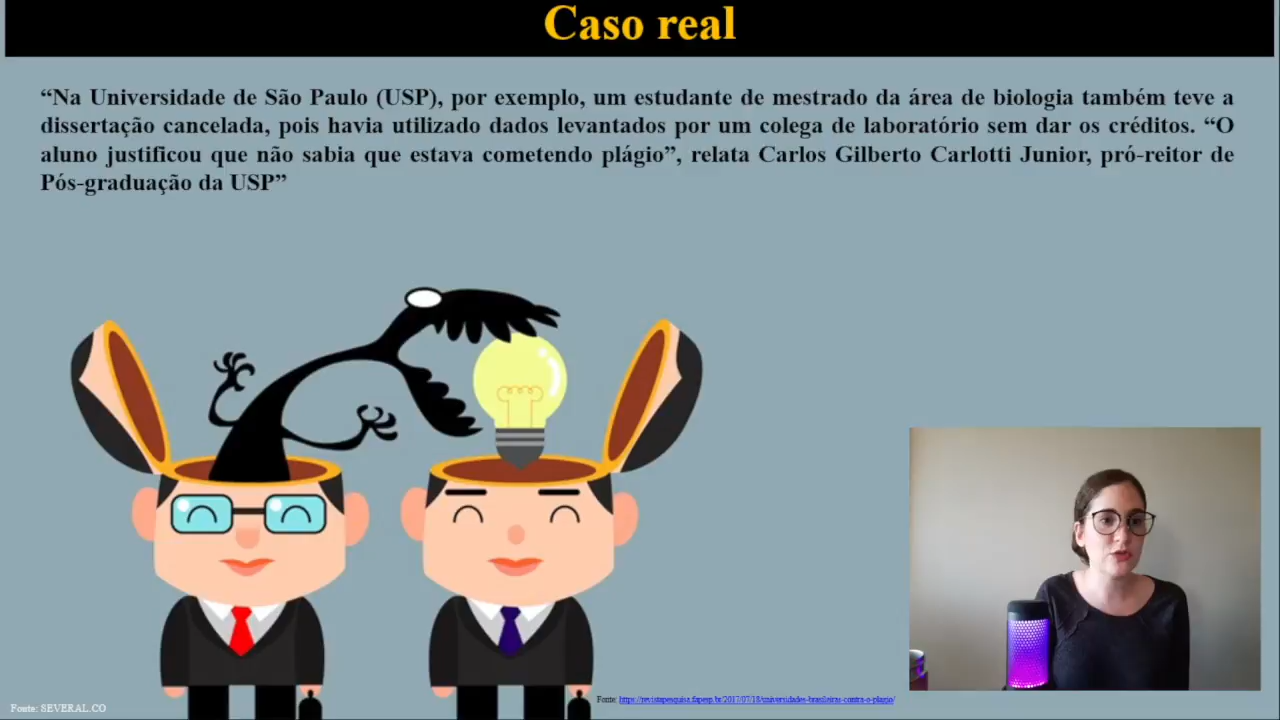 Caso real
“Na Universidade de São Paulo (USP), por exemplo, um estudante de mestrado da área de biologia também teve a
dissertação cancelada, pois havia utilizado dados levantados por um colega de laboratório sem dar os créditos. “O
aluno justificou que não sabia que estava cometendo plágio”, relata Carlos Gilberto Carlotti Junior, pró-reitor de
Pós-graduação da USP”
Fonte: https://revistapesquisa.fapesp.br/2017/07/18/universidades-brasileiras-contra-o-plagio/
Fonte: SEVERAL.CO